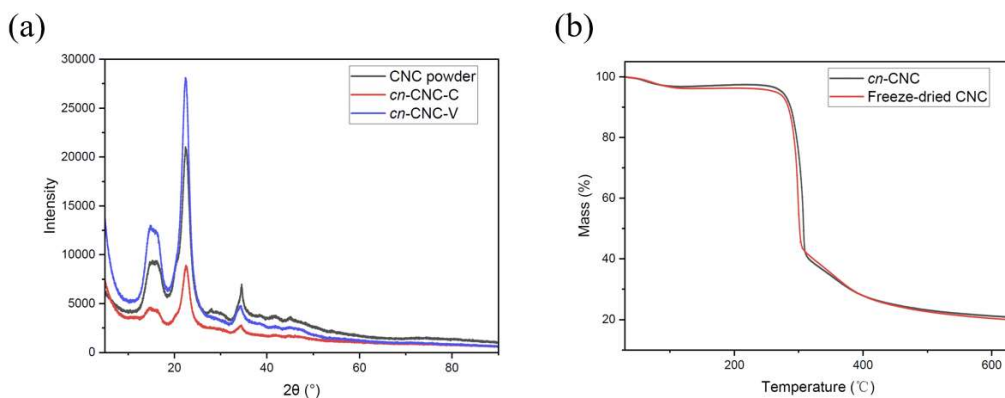 (a)
30000
25000
20000
15000
10000
5000
0
Intensity
20
40
60
80
2θ (°)
CNC powder
cn-CNC-C
cn-CNC-V
(b)
100
80
60
40
20
Mass (%)
200
400
600
Temperature (℃)
cn-CNC
Freeze-dried CNC